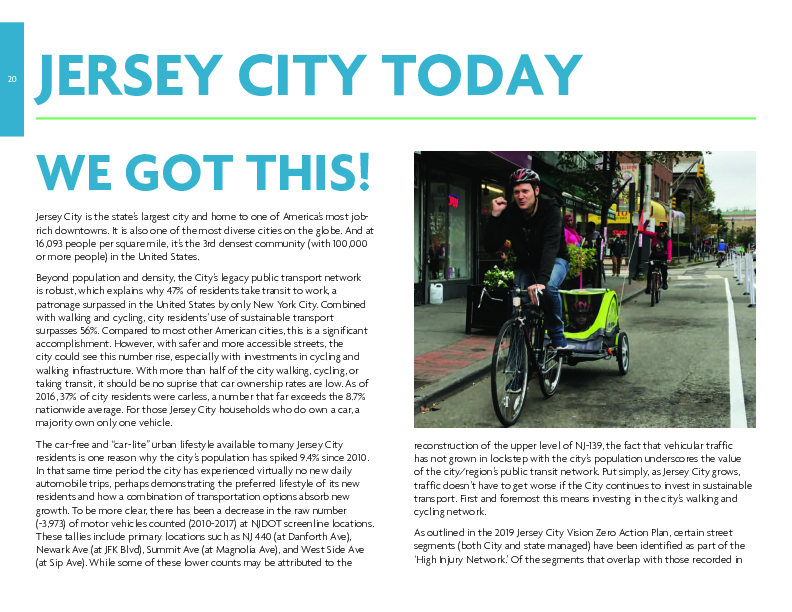 20
JERSEY CITY TODAY
WE GOT THIS!
Jersey City is the state's largest city and home to one of America's most job-
rich downtowns. It is also one of the most diverse cities on the globe. And at
16,093 people per square mile, it's the 3rd densest community (with 100,000
or more people) in the United States.
Beyond population and density, the City's legacy public transport network
is robust, which explains why 47% of residents take transit to work, a
patronage surpassed in the United States by only New York City. Combined
with walking and cycling, city residents' use of sustainable transport
surpasses 56%. Compared to most other American cities, this is a significant
accomplishment. However, with safer and more accessible streets, the
city could see this number rise, especially with investments in cycling and
walking infrastructure. With more than half of the city walking, cycling, or
taking transit, it should be no suprise that car ownership rates are low. As of
2016, 37% of city residents were carless, a number that far exceeds the 8.7%
nationwide average. For those Jersey City households who do own a car, a
majority own only one vehicle.
The car-free and "car-lite" urban lifestyle available to many Jersey City
residents is one reason why the city's population has spiked 9.4% since 2010.
In that same time period the city has experienced virtually no new daily
automobile trips, perhaps demonstrating the preferred lifestyle of its new
residents and how a combination of transportation options absorb new
growth. To be more clear, there has been a decrease in the raw number
(-3,973) of motor vehicles counted (2010-2017) at NJDOT screenline locations.
These tallies include primary locations such as NJ 440 (at Danforth Ave),
Newark Ave (at JFK Blvd), Summit Ave (at Magnolia Ave), and West Side Ave
(at Sip Ave). While some of these lower counts may be attributed to the
reconstruction of the upper level of NJ-139, the fact that vehicular traffic
has not grown in lockstep with the city's population underscores the value
of the city/region's public transit network. Put simply, as Jersey City grows,
traffic doesn't have to get worse if the City continues to invest in sustainable
transport. First and foremost this means investing in the city's walking and
cycling network.
As outlined in the 2019 Jersey City Vision Zero Action Plan, certain street
segments (both City and state managed) have been identified as part of the
'High Injury Network.' Of the segments that overlap with those recorded in